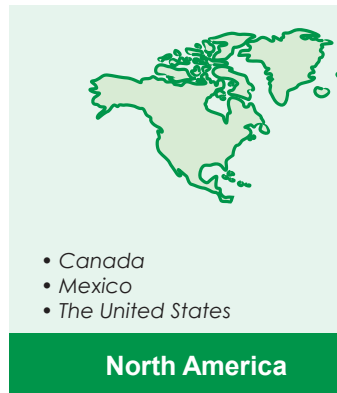 • Canada
• Mexico
• The United States
North America